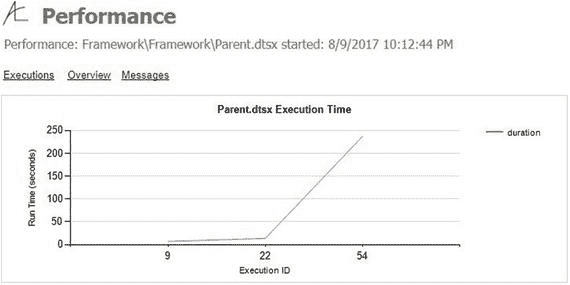 Performance
Performance: Framework\Framework\Parent.dtsx started: 8/9/2017 10:12:44 PM
Executions Overview Messages
Parent.dtsx Execution Time
250
200
150
100
50
0
Run Time (seconds)
9 22 54
Execution ID
duration